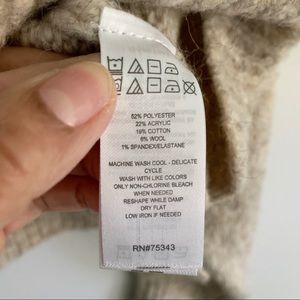 52% POLYESTER
22% ACRYLIC
19% COTTON
6% WOOL
1% SPANDEX/ELASTANE
MACHINE WASH COOL - DELICATE
CYCLE
WASH WITH LIKE COLORS
ONLY NON-CHLORINE BLEACH
WHEN NEEDED
RESHAPE WHILE DAMP
DRY FLAT
LOW IRON IF NEEDED
RN#75343